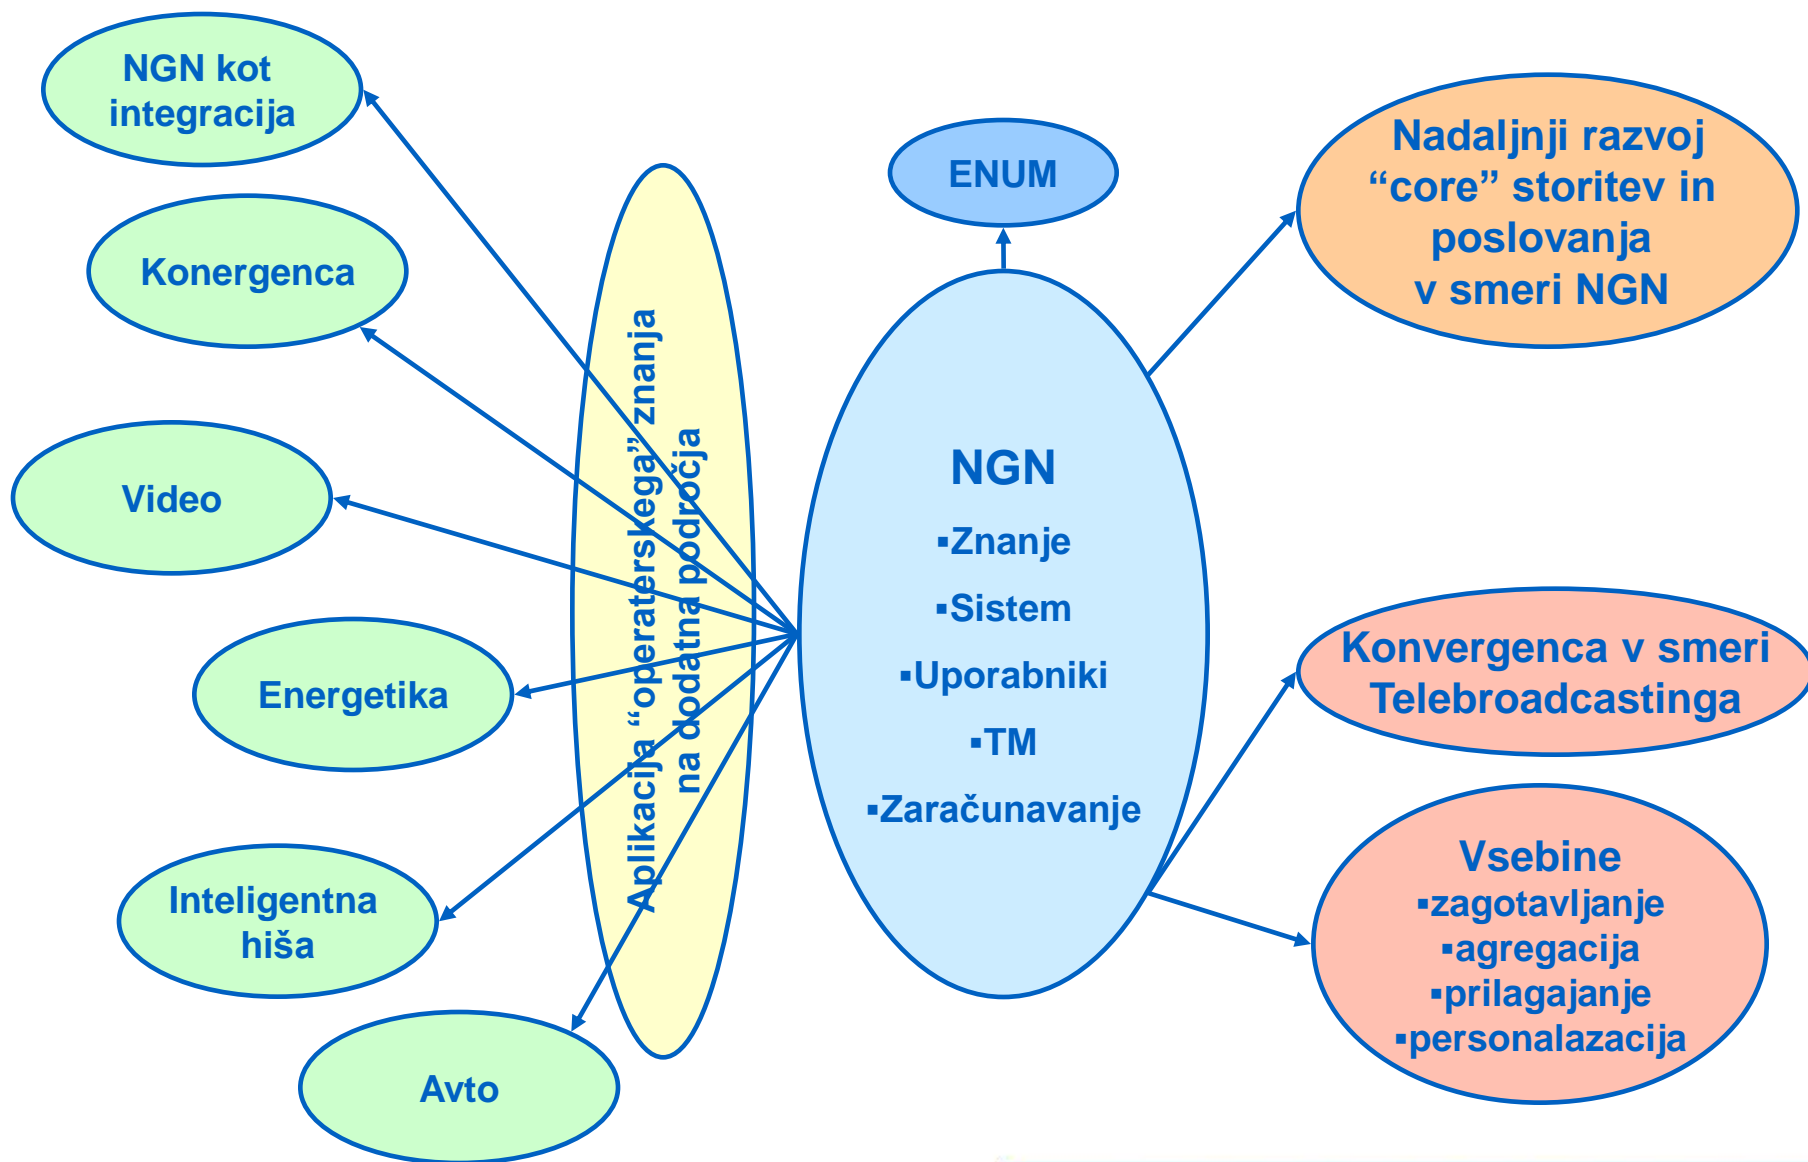 NGN kot
integracija
Konergenca
Video
Energetika
Inteligentna
hiša
Avto
Aplikacija “operaterskega” znanja
na dodatna področja
ENUM
NGN
▪Znanje
▪Sistem
▪Uporabniki
▪TM
▪Zaračunavanje
Nadaljnji razvoj
“core” storitev in
poslovanja
v smeri NGN
Konvergenca v smeri
Telebroadcastinga
Vsebine
▪zagotavljanje
▪agregacija
▪prilagajanje
▪personalazacija